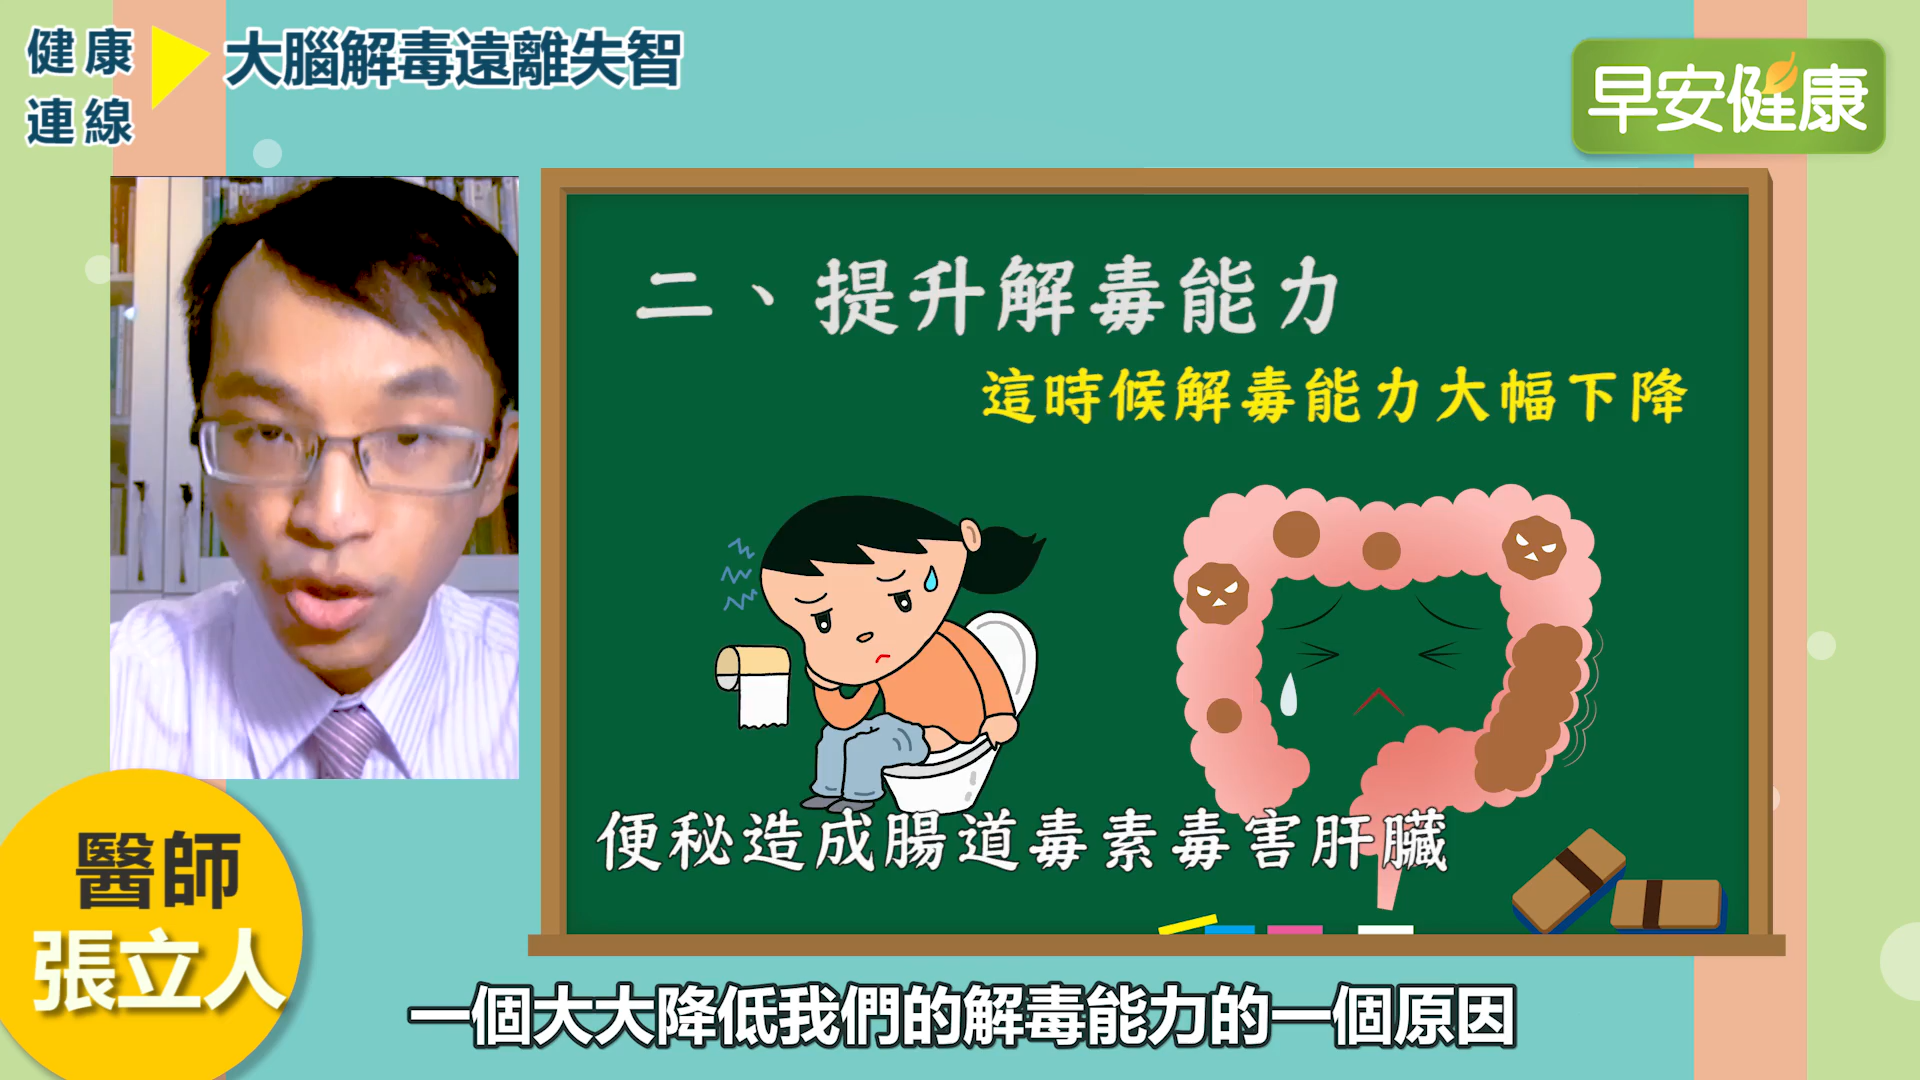 健康
連線
大腦解毒遠離失智
早安健康
二、提升解毒能力
這時候解毒能力大幅下降
便秘造成腸道毒素毒害肝臟
醫師
張立人
一個大大降低我們的解毒能力的一個原因